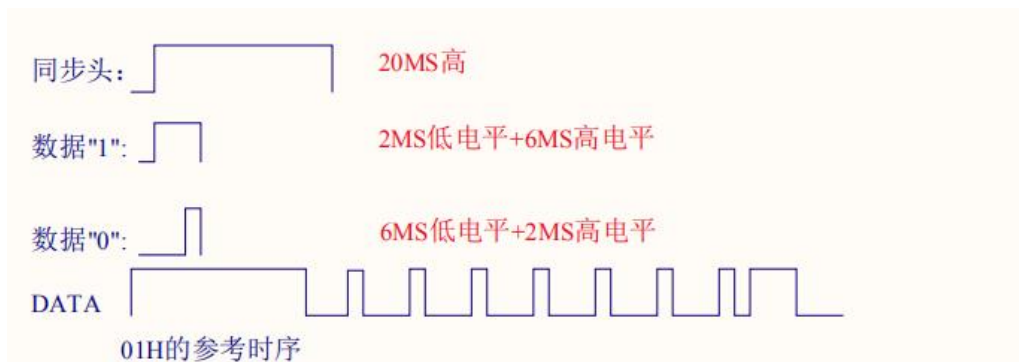 同步头： 20MS高
数据"1": 2MS低电平+6MS高电平
数据"0": 6MS低电平+2MS高电平
DATA
01H的参考时序